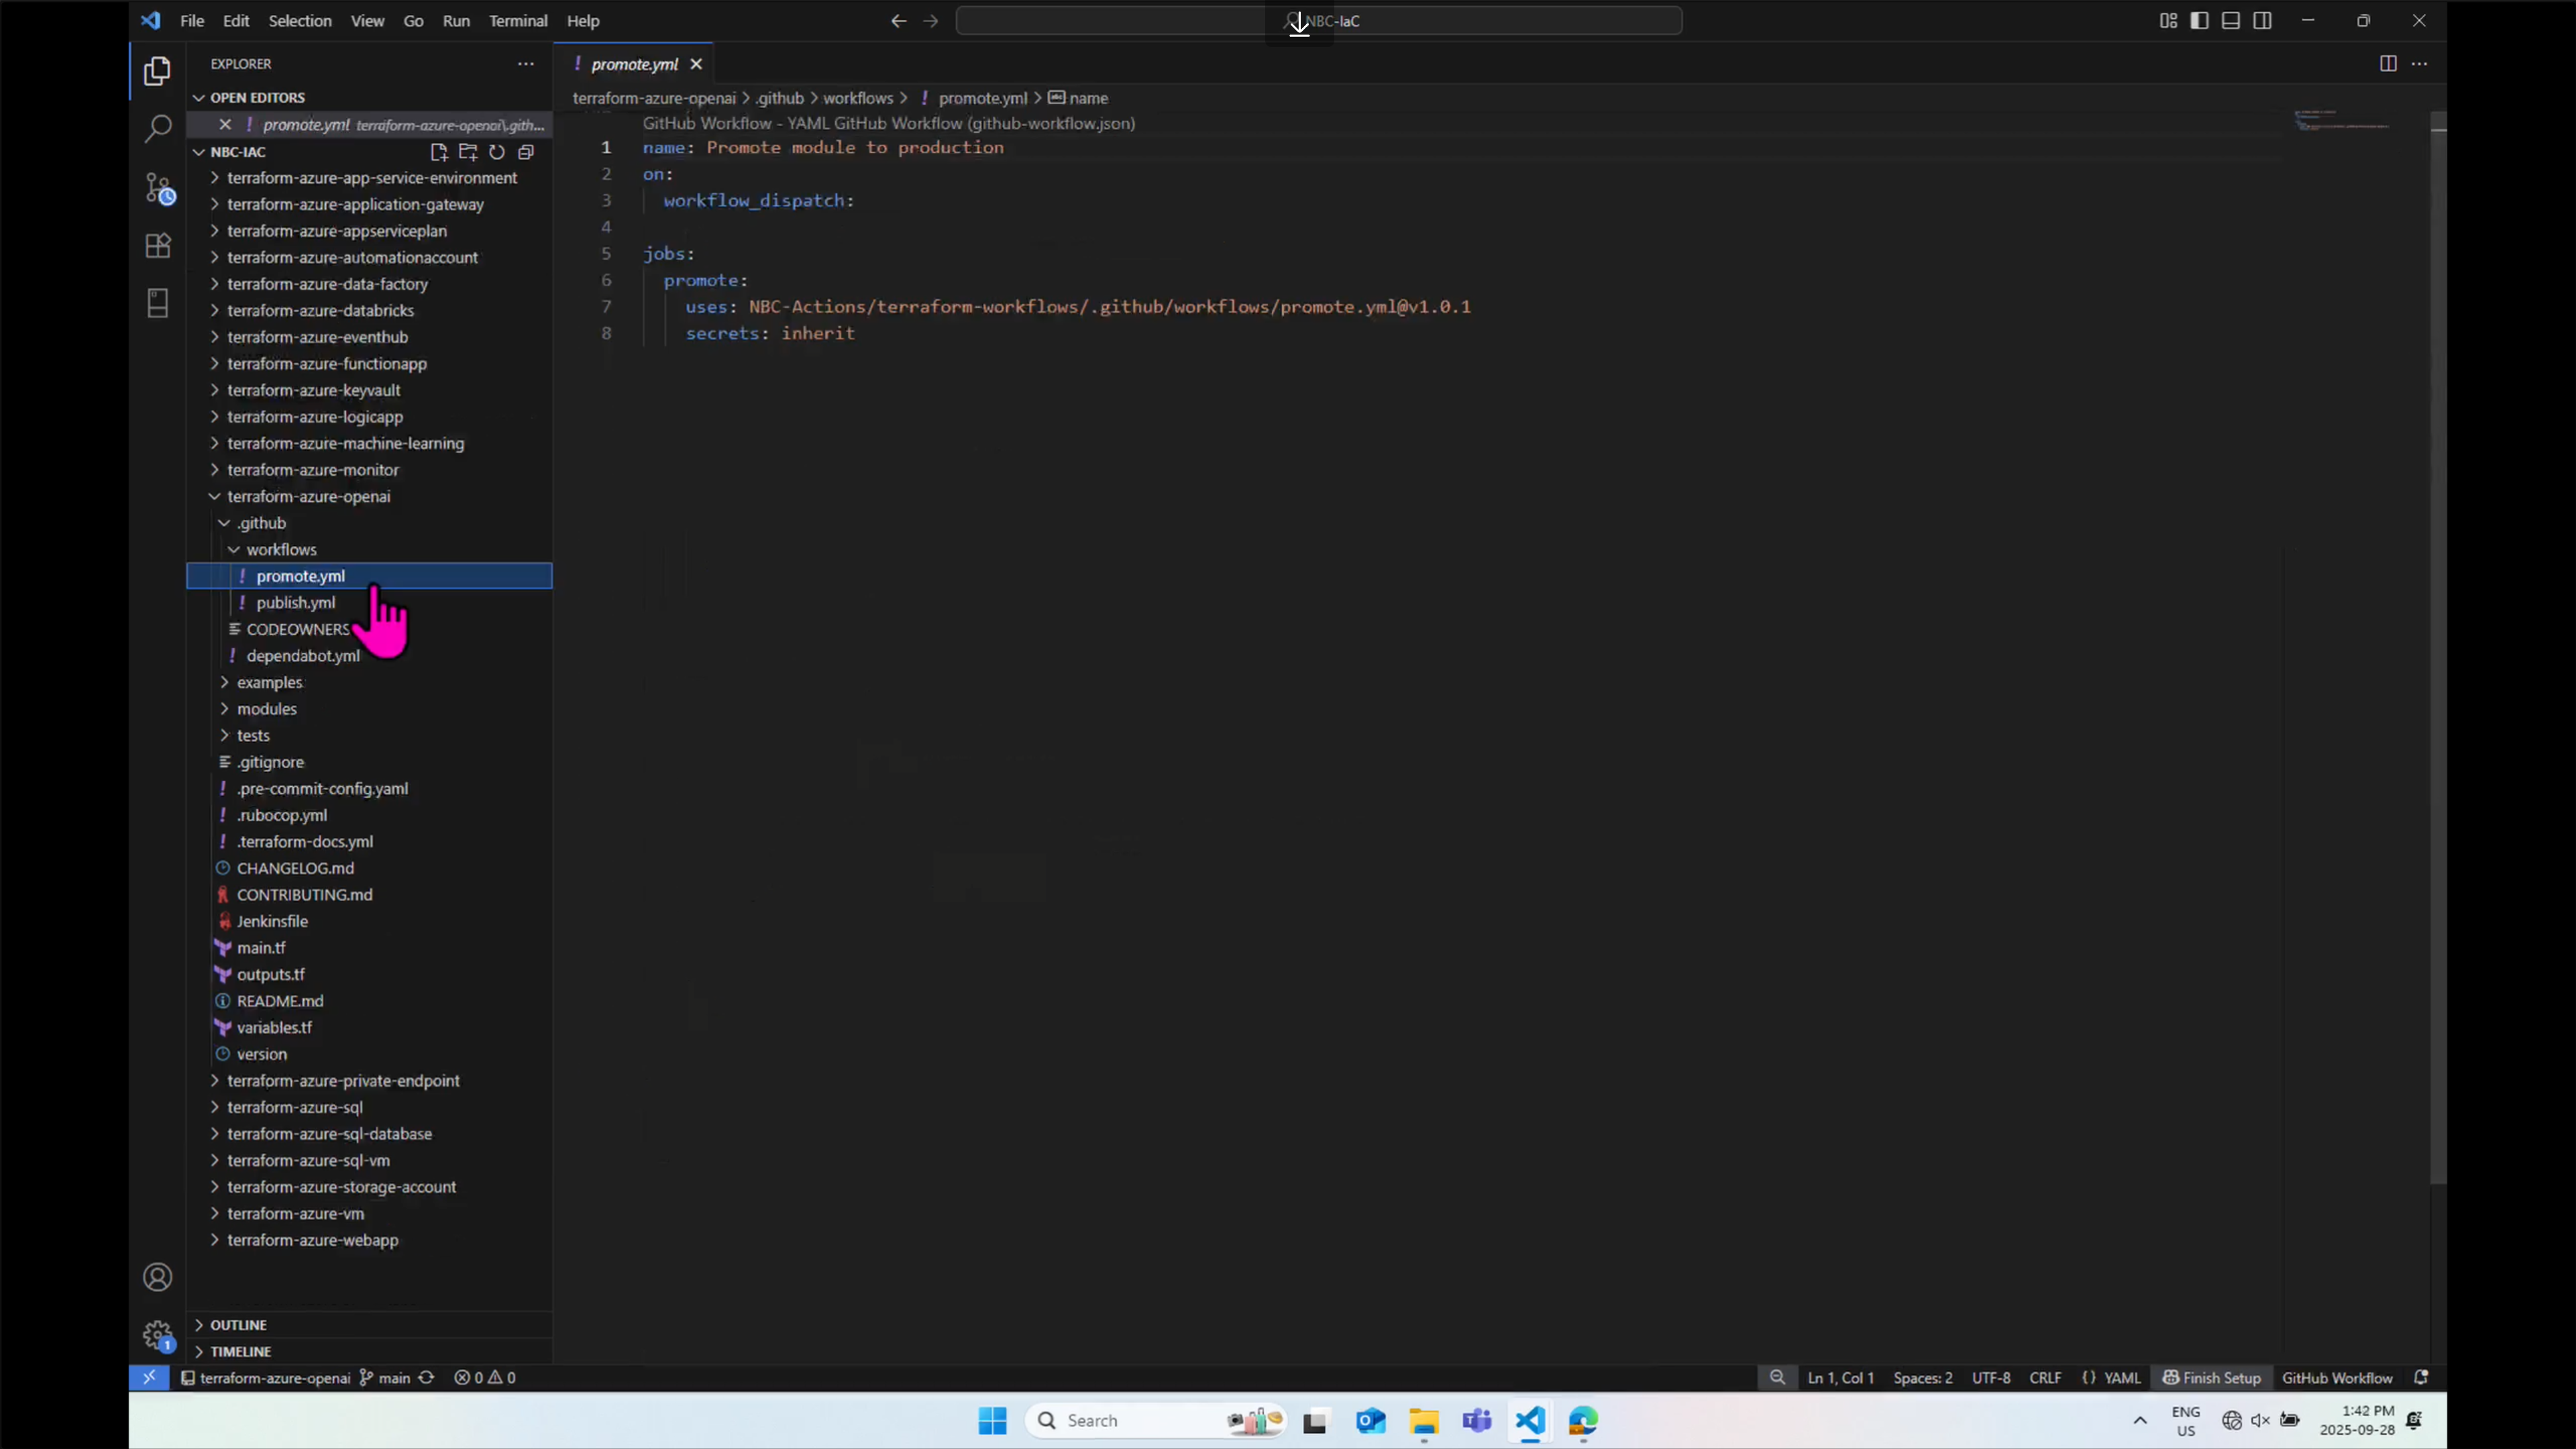 File Edit Selection View Go Run Terminal Help
NBC-IaC
EXPLORER
OPEN EDITORS
promote.yml terraform-azure-openai\.gith...
NBC-IAC
terraform-azure-app-service-environment
terraform-azure-application-gateway
terraform-azure-appserviceplan
terraform-azure-automationaccount
terraform-azure-data-factory
terraform-azure-databricks
terraform-azure-eventhub
terraform-azure-functionapp
terraform-azure-keyvault
terraform-azure-logicapp
terraform-azure-machine-learning
terraform-azure-monitor
terraform-azure-openai
.github
workflows
promote.yml
publish.yml
CODEOWNERS
dependabot.yml
examples
modules
tests
.gitignore
.pre-commit-config.yaml
.rubocop.yml
.terraform-docs.yml
CHANGELOG.md
CONTRIBUTING.md
Jenkinsfile
main.tf
outputs.tf
README.md
variables.tf
version
terraform-azure-private-endpoint
terraform-azure-sql
terraform-azure-sql-database
terraform-azure-sql-vm
terraform-azure-storage-account
terraform-azure-vm
terraform-azure-webapp
OUTLINE
TIMELINE
promote.yml
terraform-azure-openai > .github > workflows > ! promote.yml > name
GitHub Workflow - YAML GitHub Workflow (github-workflow.json)
1 name: Promote module to production
2 on:
3 workflow_dispatch:
4
5 jobs:
6 promote:
7 uses: NBC-Actions/terraform-workflows/.github/workflows/promote.yml@v1.0.1
8 secrets: inherit
terraform-azure-openai main 0 0
Ln 1, Col 1 Spaces: 2 UTF-8 CRLF {} YAML Finish Setup GitHub Workflow
1
Search
ENG
US
1:42 PM
2025-09-28